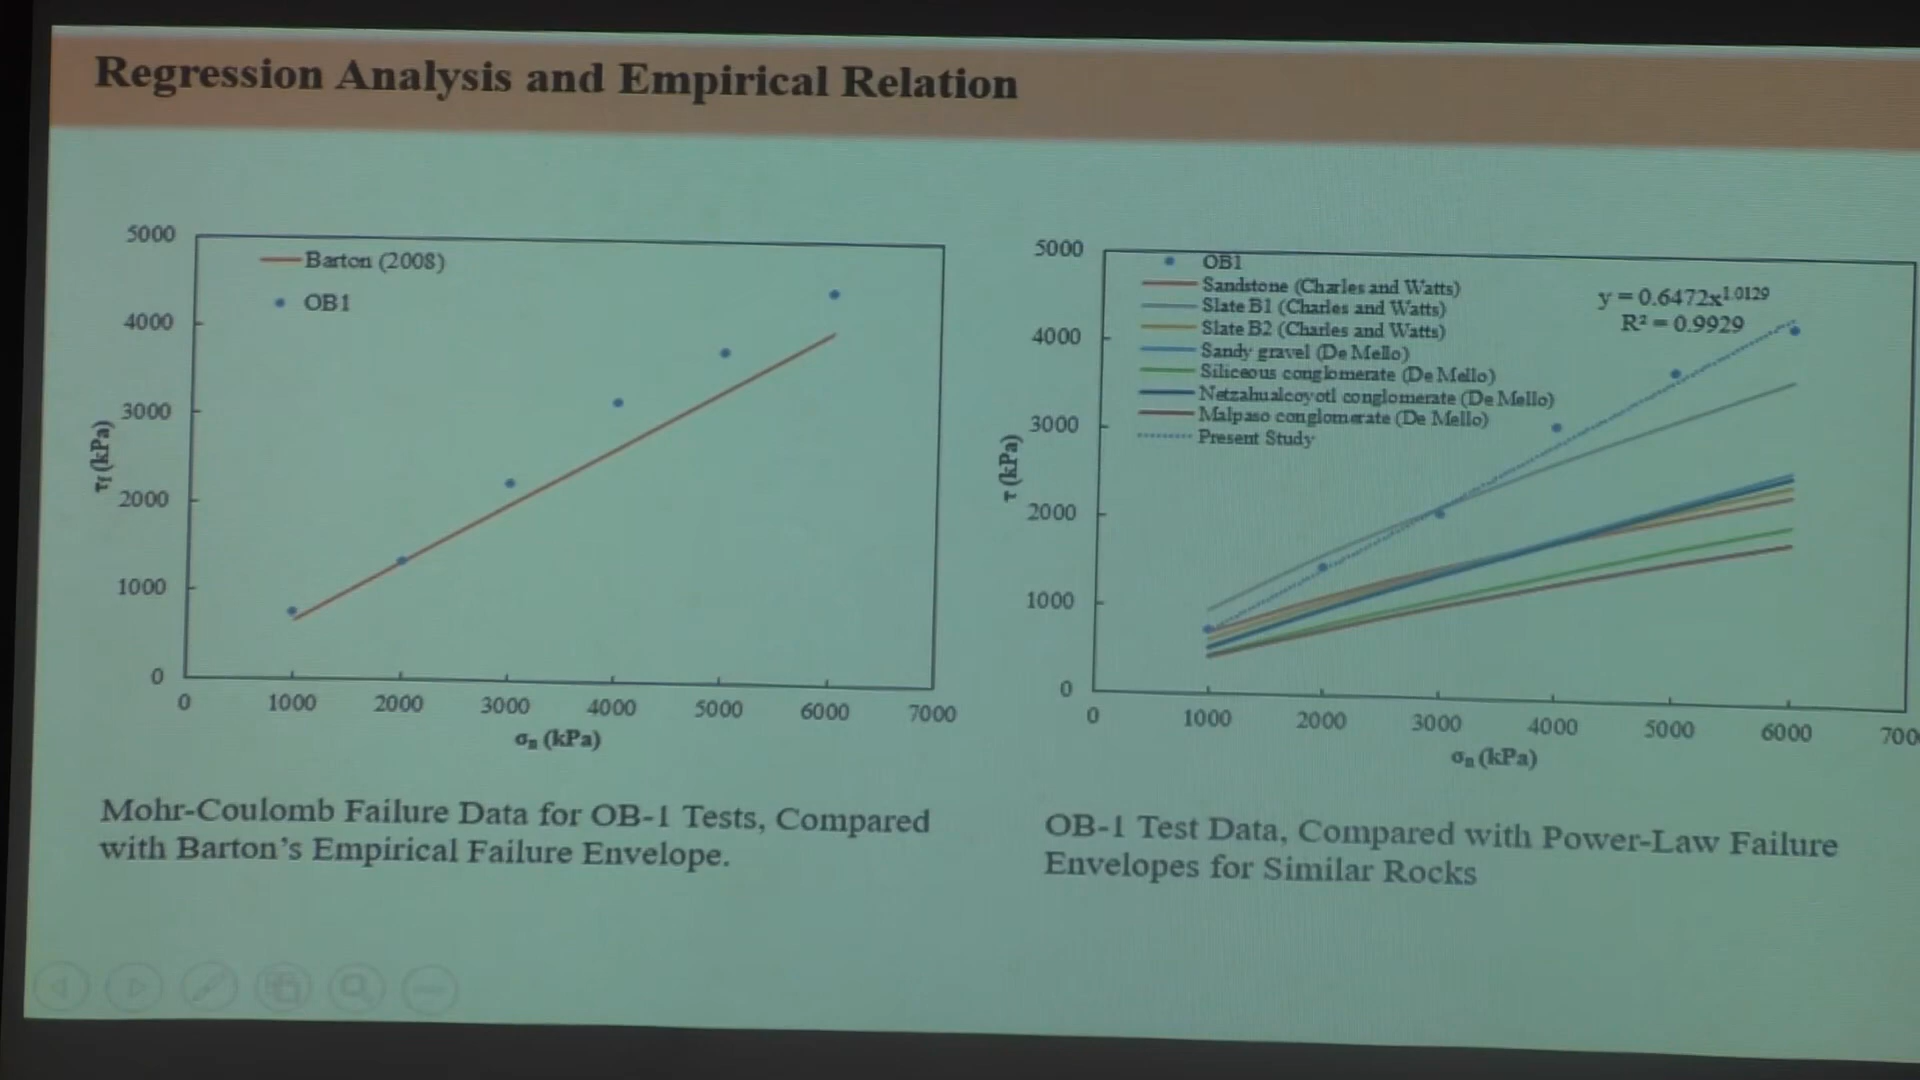 Regression Analysis and Empirical Relation
5000
4000
3000
2000
1000
0
τf (kPa)
Barton (2008)
OB1
0 1000 2000 3000 4000 5000 6000 7000
σn (kPa)
Mohr-Coulomb Failure Data for OB-1 Tests, Compared
with Barton's Empirical Failure Envelope.
5000
4000
3000
2000
1000
0
τ (kPa)
OB1
Sandstone (Charles and Watts)
Slate B1 (Charles and Watts)
Slate B2 (Charles and Watts)
Sandy gravel (De Mello)
Siliceous conglomerate (De Mello)
Netzahualcoyotl conglomerate (De Mello)
Malpaso conglomerate (De Mello)
Present Study
y = 0.6472x^1.0129
R² = 0.9929
0 1000 2000 3000 4000 5000 6000 700
σn (kPa)
OB-1 Test Data, Compared with Power-Law Failure
Envelopes for Similar Rocks